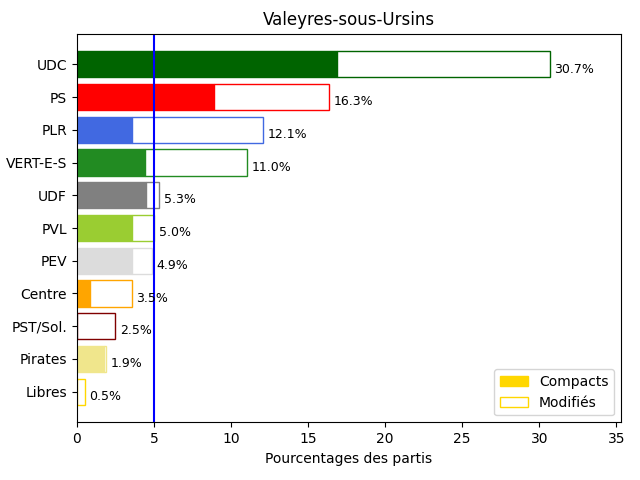 Valeyres-sous-Ursins
UDC 30.7%
PS 16.3%
PLR 12.1%
VERT-E-S 11.0%
UDF 5.3%
PVL 5.0%
PEV 4.9%
Centre 3.5%
PST/Sol. 2.5%
Pirates 1.9%
Libres 0.5%
Compacts
Modifiés
0 5 10 15 20 25 30 35
Pourcentages des partis